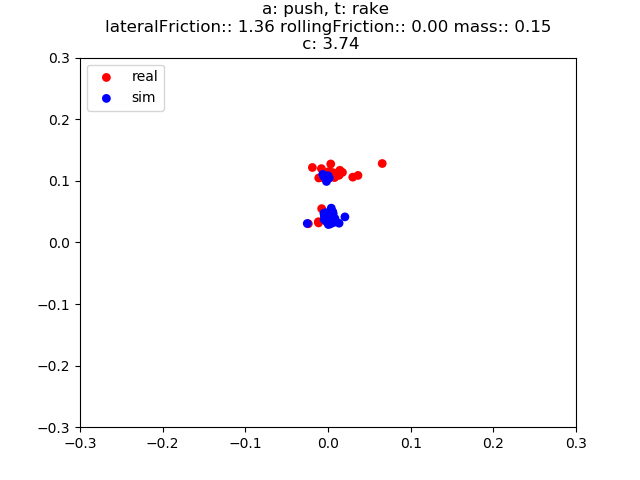 a: push, t: rake
lateralFriction:: 1.36 rollingFriction:: 0.00 mass:: 0.15
c: 3.74
real
sim
0.3
0.2
0.1
0.0
−0.1
−0.2
−0.3
−0.3 −0.2 −0.1 0.0 0.1 0.2 0.3